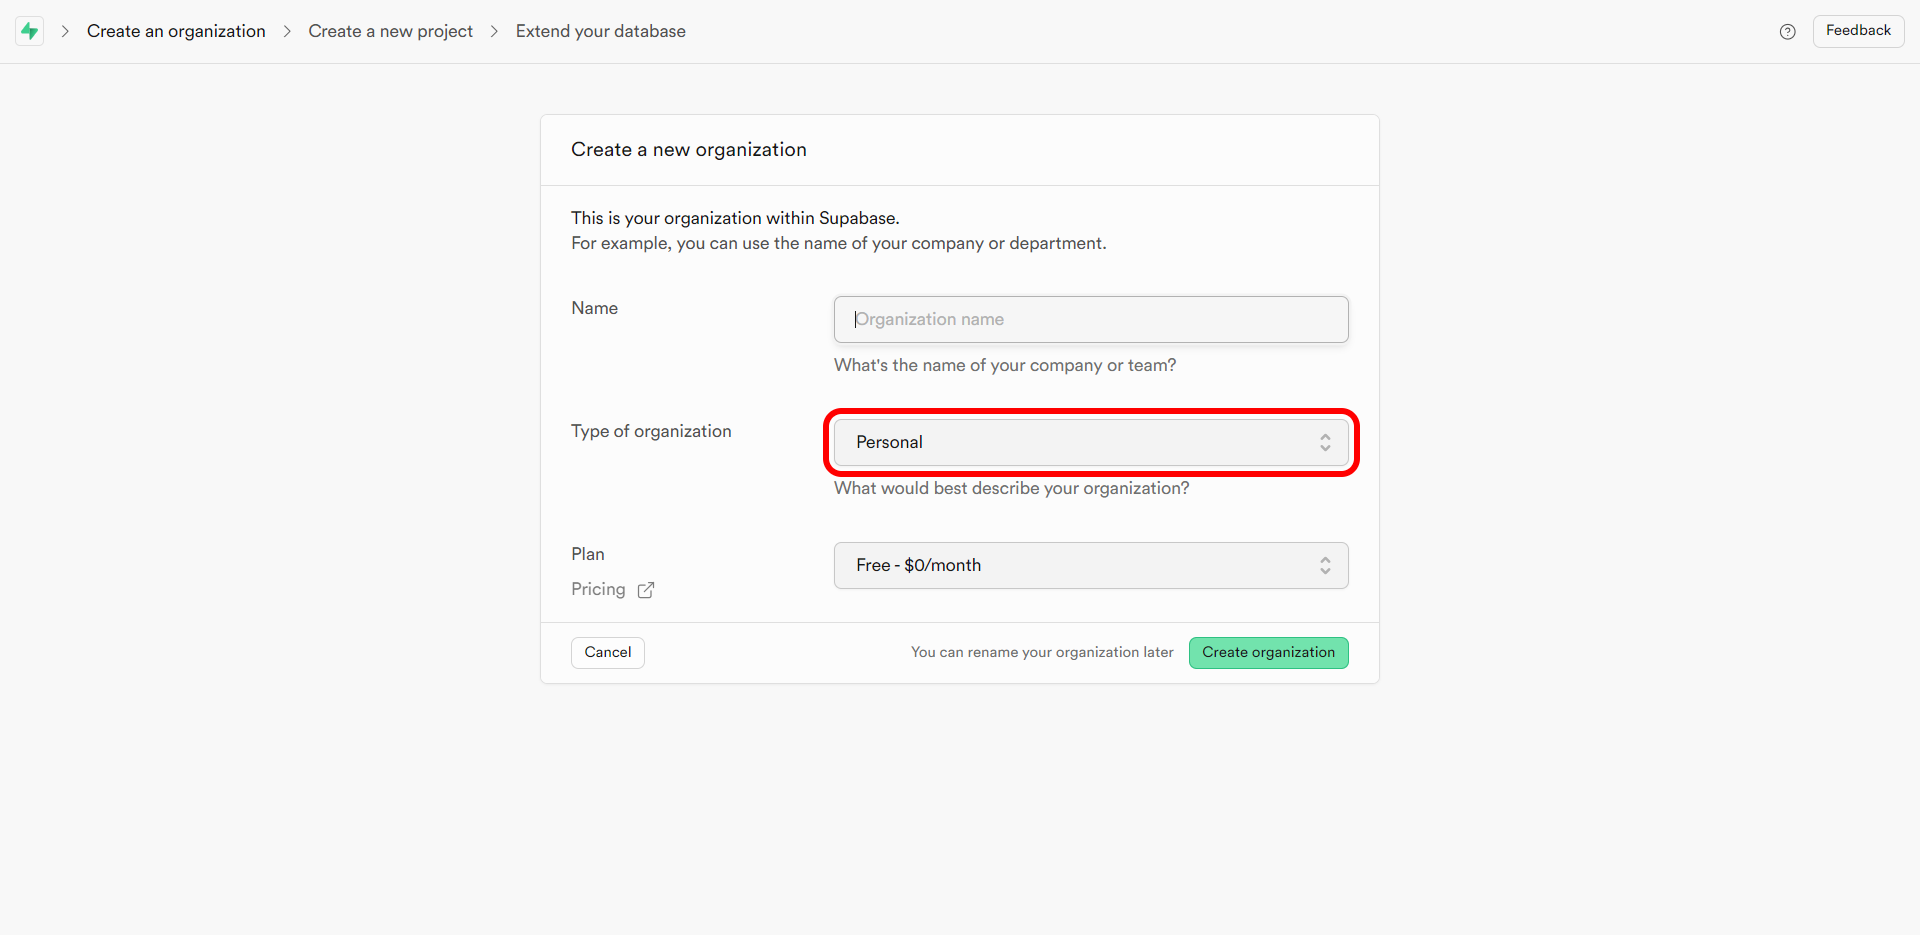 Create an organization
Create a new project
Extend your database
Feedback
Create a new organization
This is your organization within Supabase.
For example, you can use the name of your company or department.
Name
Organization name
What's the name of your company or team?
Type of organization
Personal
What would best describe your organization?
Plan
Free - $0/month
Pricing
Cancel
You can rename your organization later
Create organization